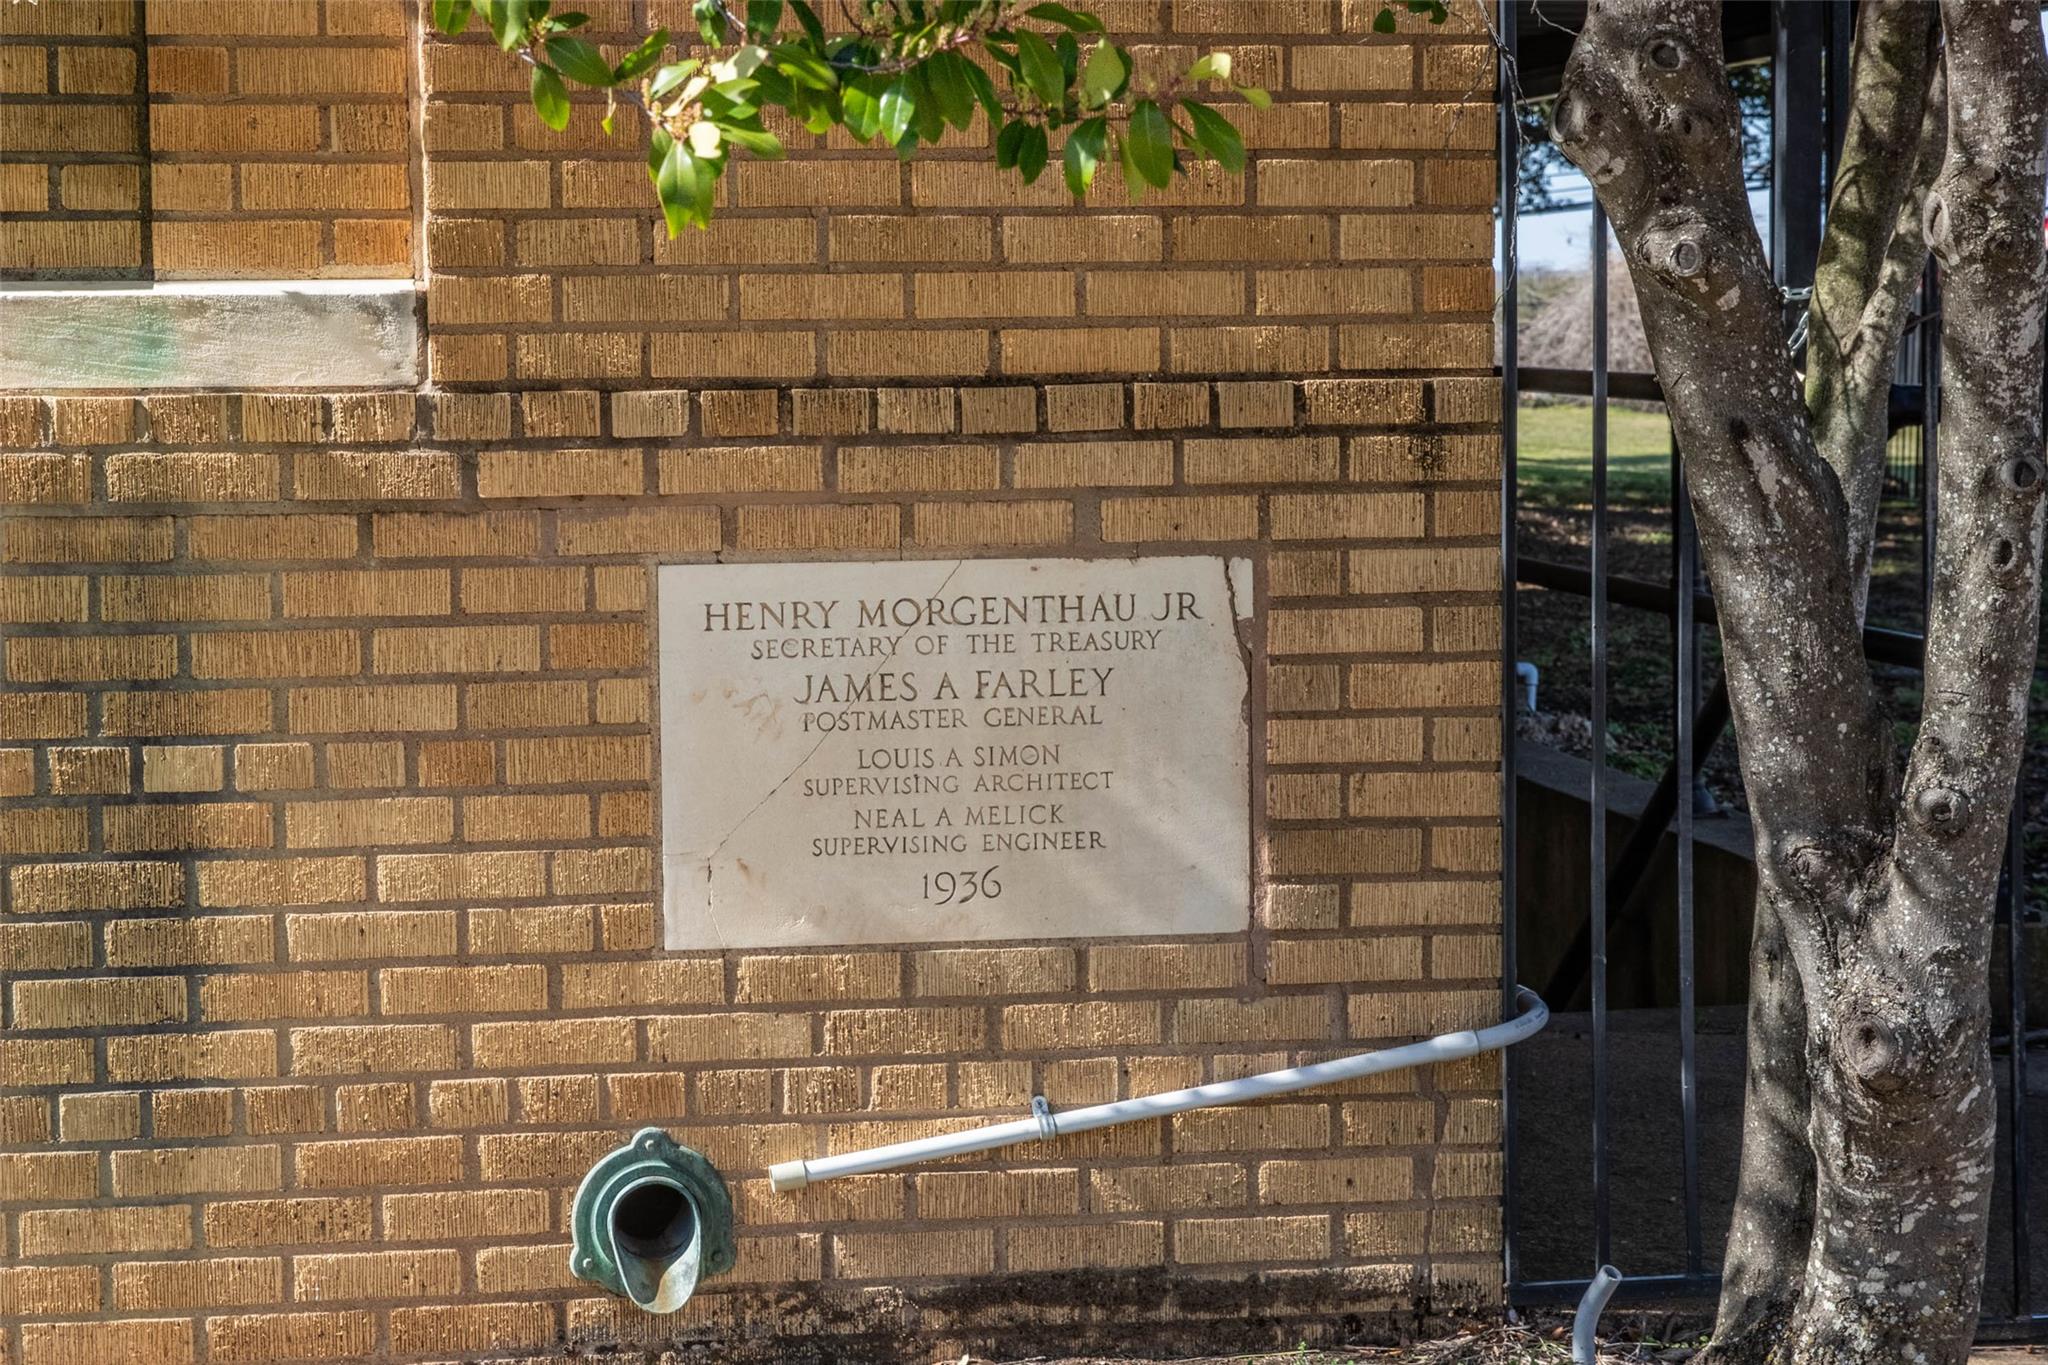 HENRY MORGENTHAU JR
SECRETARY OF THE TREASURY
JAMES A FARLEY
POSTMASTER GENERAL
LOUIS A SIMON
SUPERVISING ARCHITECT
NEAL A MELICK
SUPERVISING ENGINEER
1936